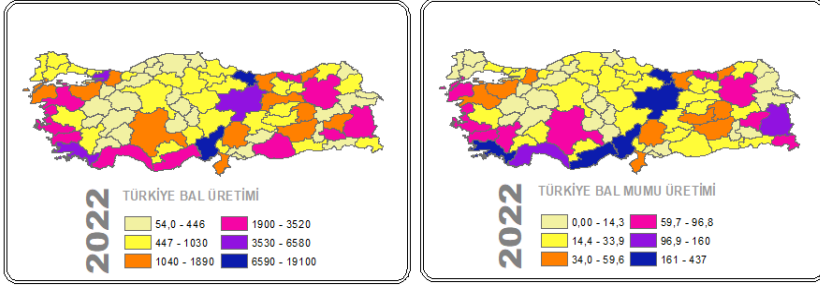 TÜRKİYE BAL ÜRETİMİ
2022
54,0 - 446
447 - 1030
1040 - 1890
1900 - 3520
3530 - 6580
6590 - 19100
TÜRKİYE BAL MUMU ÜRETİMİ
2022
0,00 - 14,3
14,4 - 33,9
34,0 - 59,6
59,7 - 96,8
96,9 - 160
161 - 437